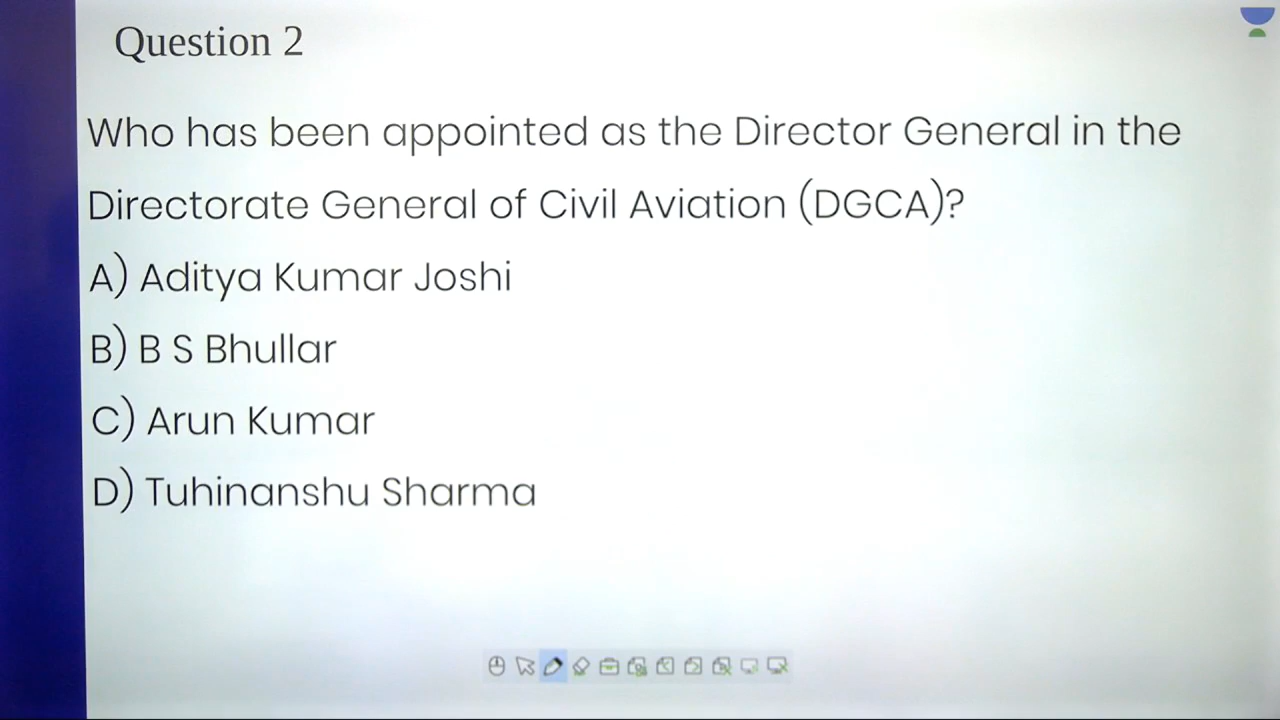 Question 2
Who has been appointed as the Director General in the
Directorate General of Civil Aviation (DGCA)?
A) Aditya Kumar Joshi
B) B S Bhullar
C) Arun Kumar
D) Tuhinanshu Sharma